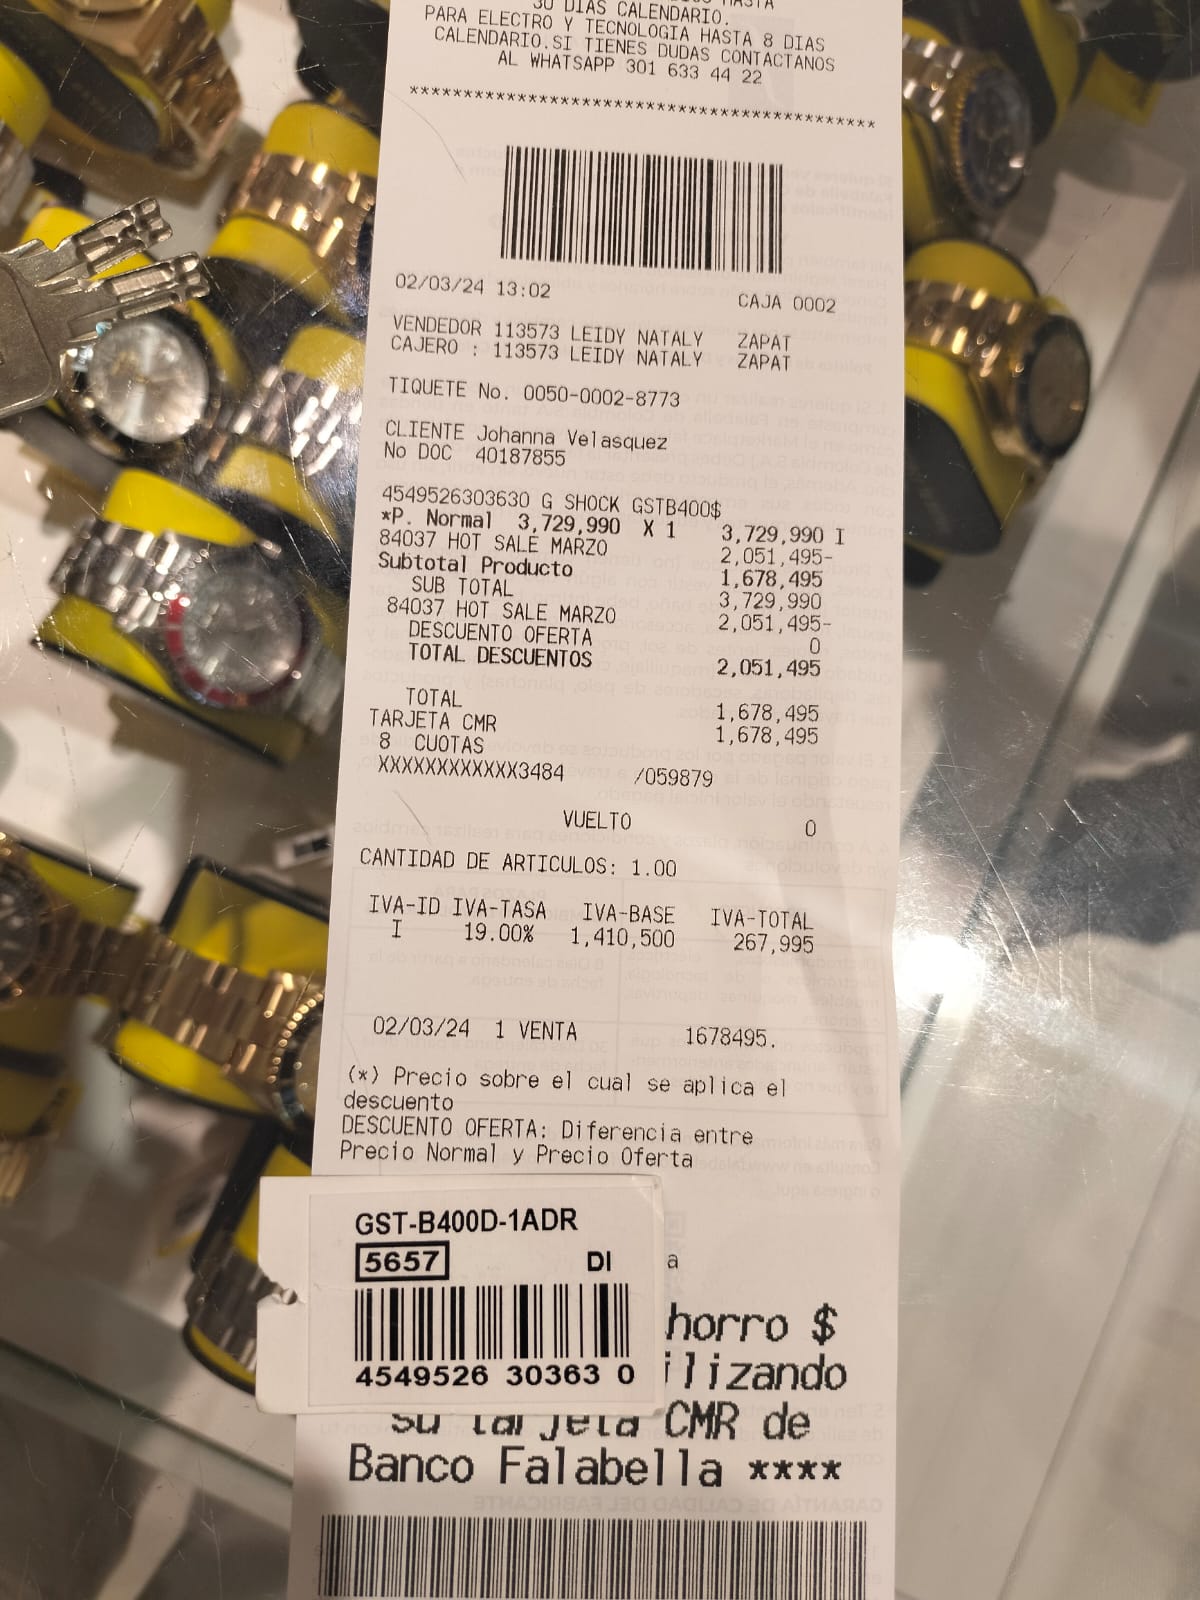 HASTA
30 DIAS CALENDARIO.
PARA ELECTRO Y TECNOLOGIA HASTA 8 DIAS
CALENDARIO.SI TIENES DUDAS CONTACTANOS
AL WHATSAPP 301 633 44 22
*******************************************
02/03/24 13:02 CAJA 0002
VENDEDOR 113573 LEIDY NATALY ZAPAT
CAJERO : 113573 LEIDY NATALY ZAPAT
TIQUETE No. 0050-0002-8773
CLIENTE Johanna Velasquez
No DOC 40187855
4549526303630 G SHOCK GSTB400$
*P. Normal 3,729,990 X 1 3,729,990 I
84037 HOT SALE MARZO 2,051,495-
Subtotal Producto 1,678,495
SUB TOTAL 3,729,990
84037 HOT SALE MARZO 2,051,495-
DESCUENTO OFERTA 0
TOTAL DESCUENTOS 2,051,495
TOTAL 1,678,495
TARJETA CMR 1,678,495
8 CUOTAS
XXXXXXXXXXXX3484 /059879
VUELTO 0
CANTIDAD DE ARTICULOS: 1.00
IVA-ID IVA-TASA IVA-BASE IVA-TOTAL
I 19.00% 1,410,500 267,995
02/03/24 1 VENTA 1678495.
(*) Precio sobre el cual se aplica el
descuento
DESCUENTO OFERTA: Diferencia entre
Precio Normal y Precio Oferta
GST-B400D-1ADR
5657 DI
4549526 30363 0
a
horro $
ilizando
su tarjeta CMR de
Banco Falabella ****